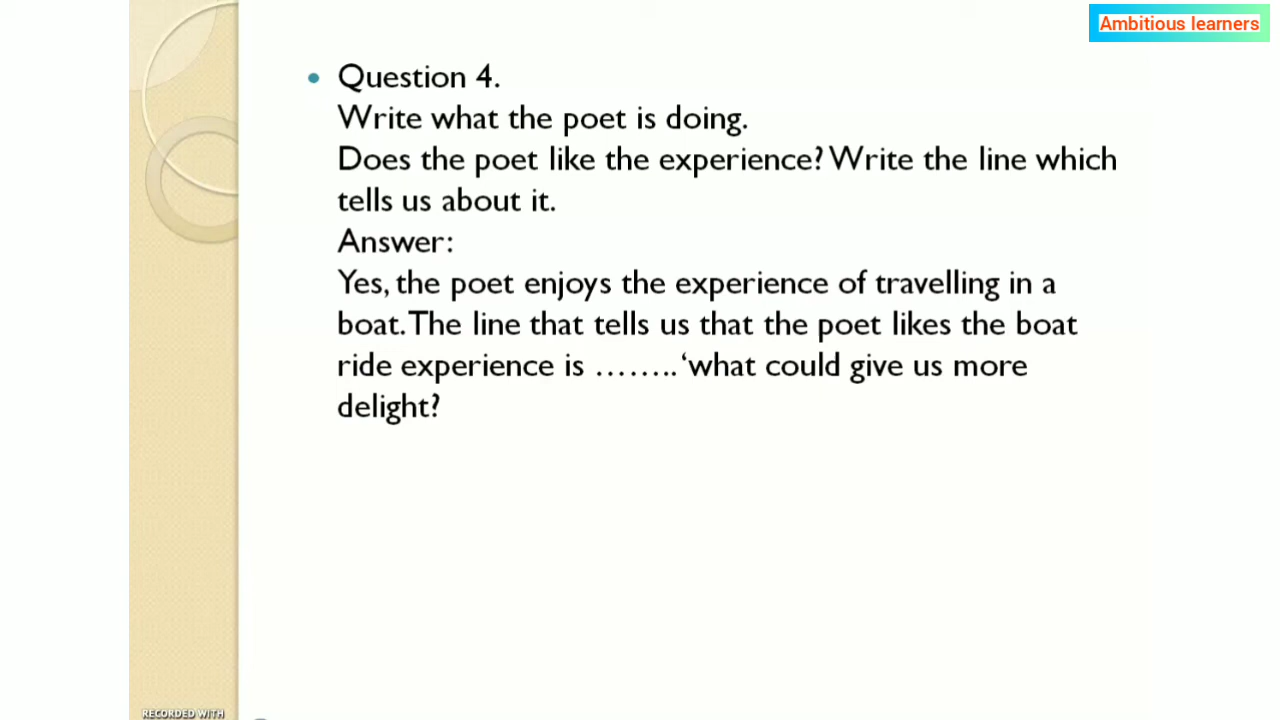 Ambitious learners
• Question 4.
Write what the poet is doing.
Does the poet like the experience? Write the line which
tells us about it.
Answer:
Yes, the poet enjoys the experience of travelling in a
boat. The line that tells us that the poet likes the boat
ride experience is …….. ‘what could give us more
delight?
RECORDED WITH